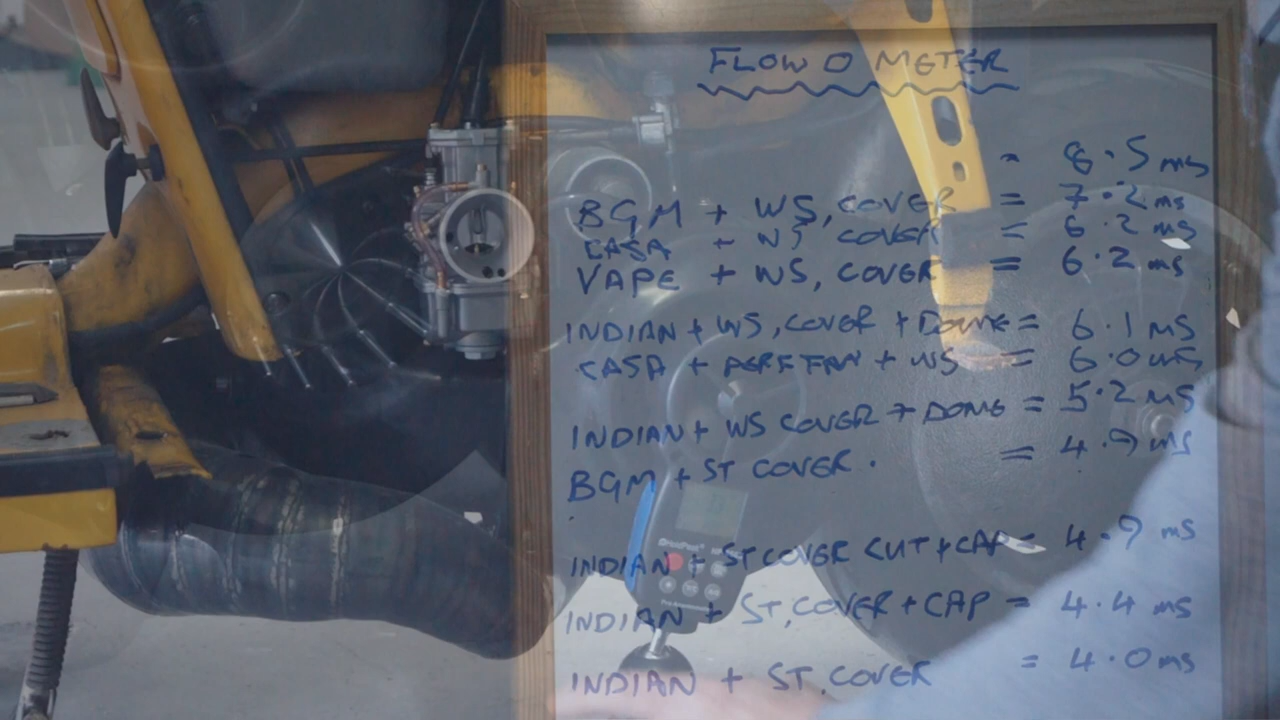 FLOW O METER
= 8.5 ms
BGM + WS, COVER = 7.2 ms
CASA + WS COVER = 6.2 ms
VAPE + WS, COVER = 6.2 ms
INDIAN + WS, COVER + DOME = 6.1 MS
CASA + + WS = 6.0 ms
INDIAN + WS COVER + DOME = 5.2 MS
BGM + ST COVER. = 4.9 MS
INDIAN + ST COVER CUT + CAP = 4.9 MS
INDIAN + ST, COVER + CAP = 4.4 MS
INDIAN + ST. COVER = 4.0 MS